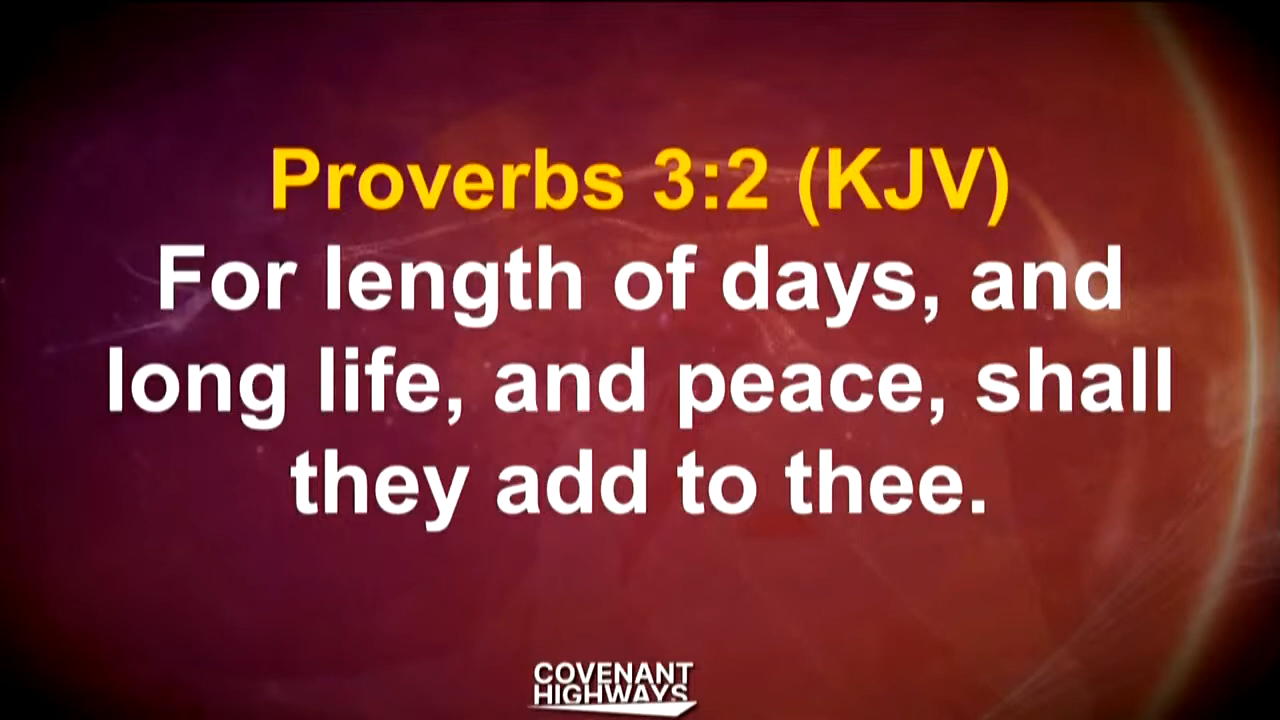 Proverbs 3:2 (KJV)
For length of days, and
long life, and peace, shall
they add to thee.
COVENANT
HIGHWAYS